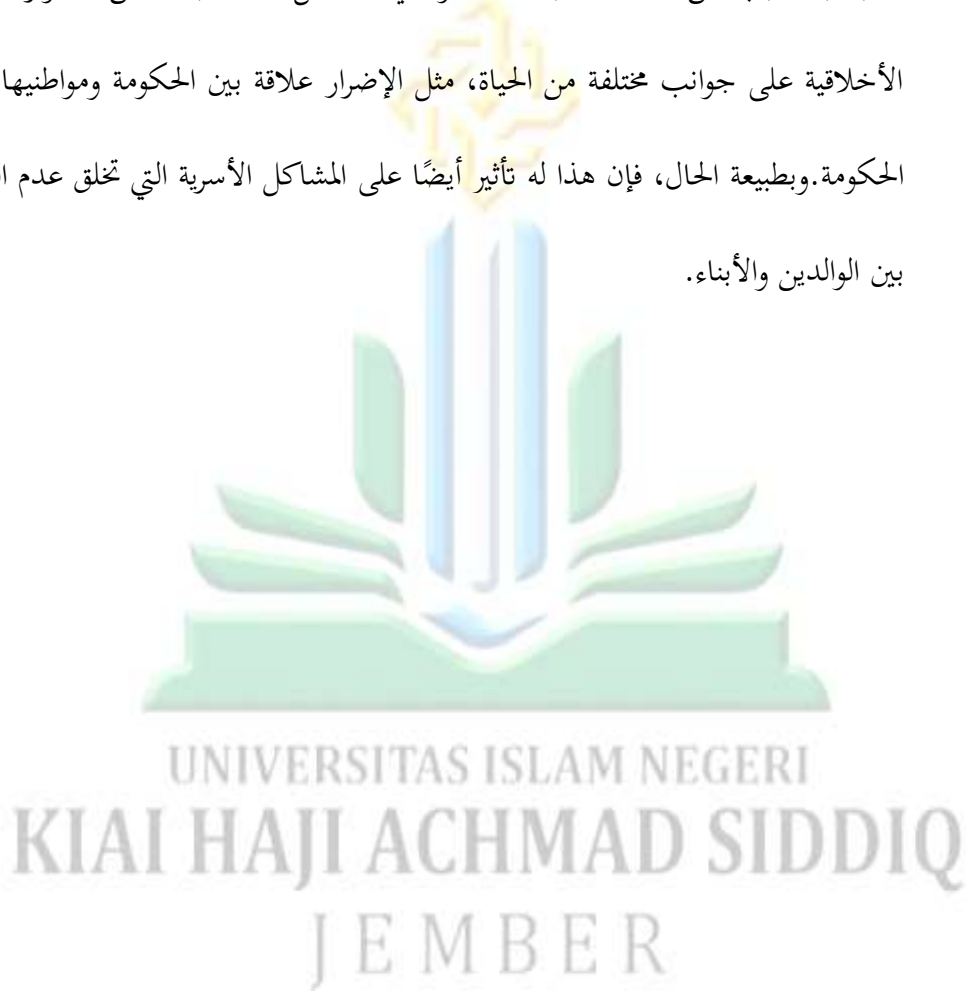 الأخلاقية على جوانب مختلفة من الحياة، مثل الإضرار علاقة بين الحكومة ومواطنيها
الحكومة.وبطبيعة الحال، فإن هذا له تأثير أيضًا على المشاكل الأسرية التي تخلق عدم
بين الوالدين والأبناء.
UNIVERSITAS ISLAM NEGERI
KIAI HAJI ACHMAD SIDDIQ
JEMBER